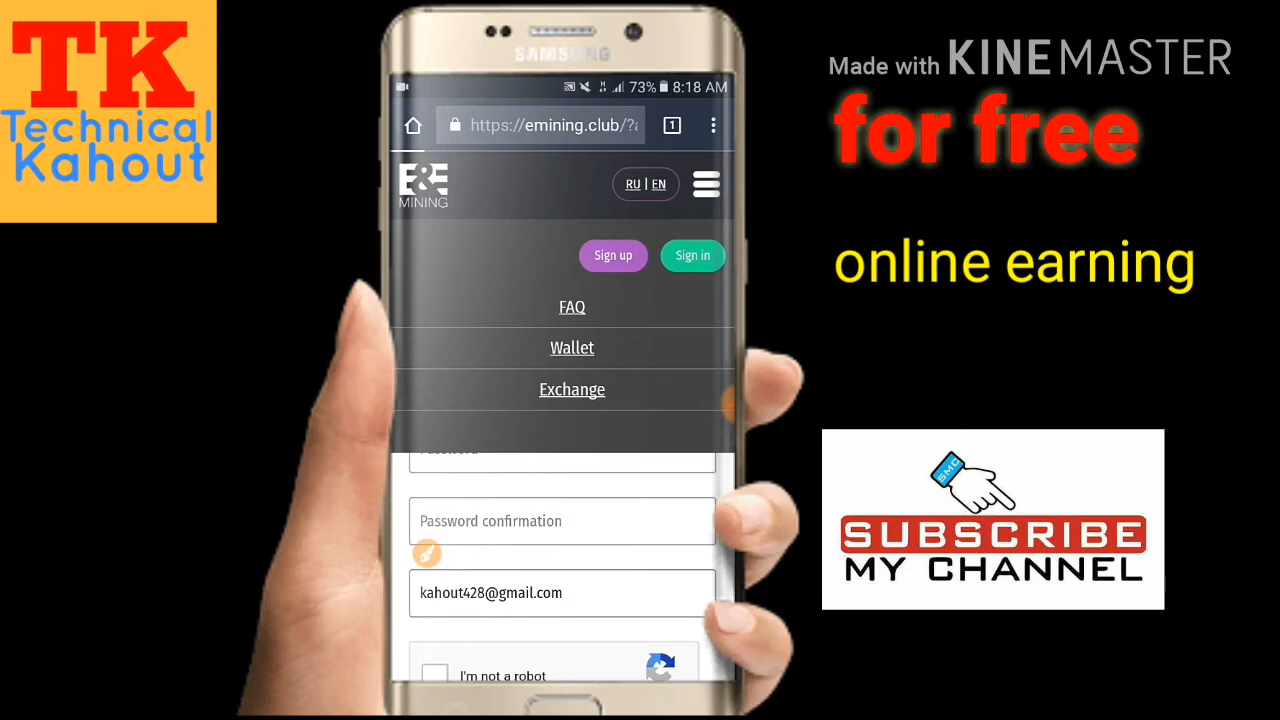 TK
Technical
Kahout
SAMSUNG
73% 8:18 AM
https://emining.club/?a
1
E&E
MINING
RU | EN
Sign up
Sign in
FAQ
Wallet
Exchange
Password confirmation
kahout428@gmail.com
I'm not a robot
Made with KINEMASTER
for free
online earning
SMC
SUBSCRIBE
MY CHANNEL